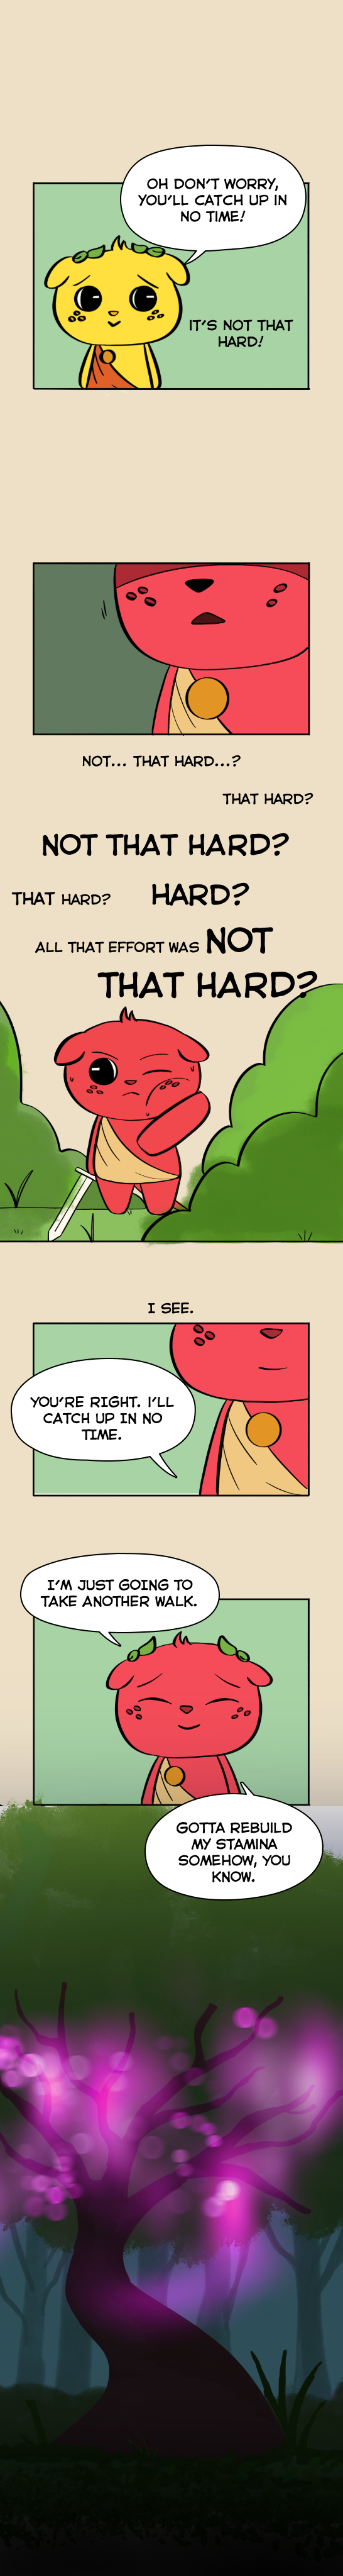 OH DON'T WORRY,
YOU'LL CATCH UP IN
NO TIME!
IT'S NOT THAT
HARD!
NOT... THAT HARD...?
THAT HARD?
NOT THAT HARD?
THAT HARD?
HARD?
ALL THAT EFFORT WAS NOT
THAT HARD?
I SEE.
YOU'RE RIGHT. I'LL
CATCH UP IN NO
TIME.
I'M JUST GOING TO
TAKE ANOTHER WALK.
GOTTA REBUILD
MY STAMINA
SOMEHOW, YOU
KNOW.